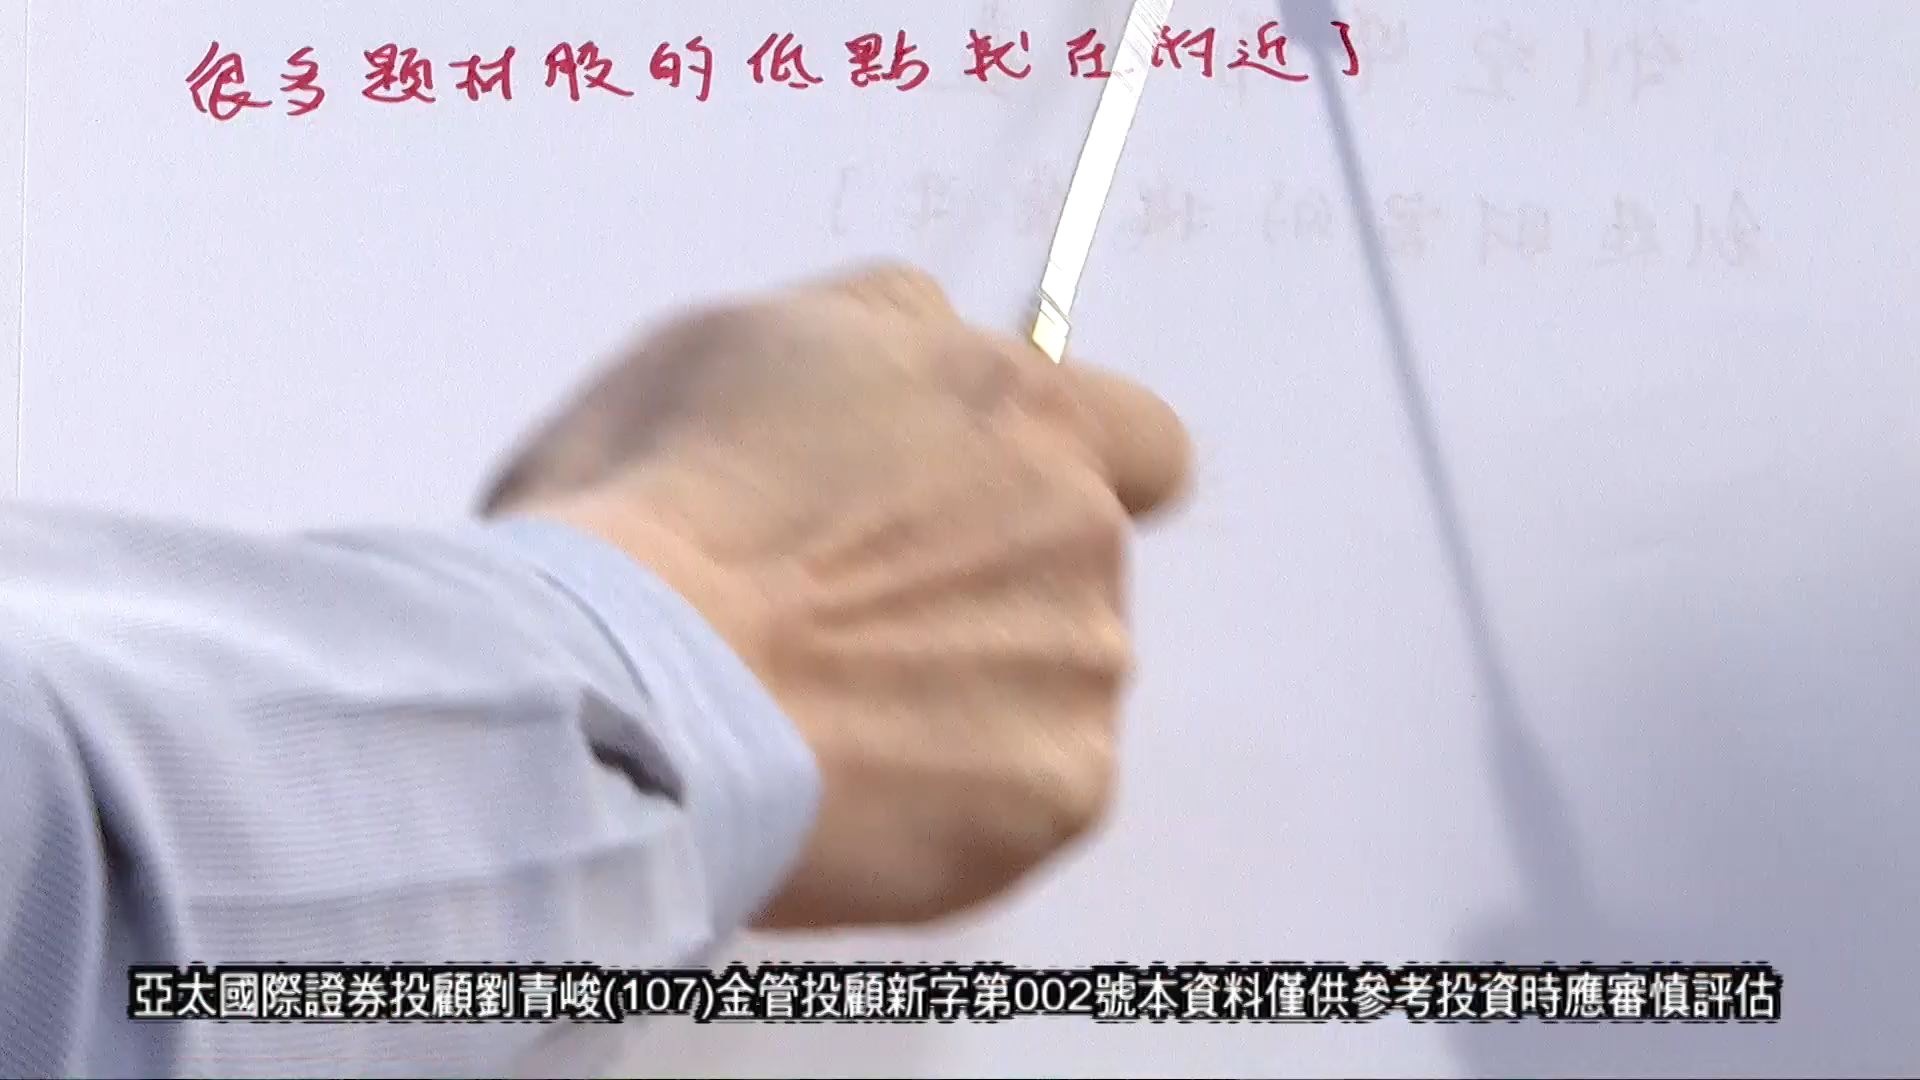 很多題材股的低點就在附近了
亞太國際證券投顧劉青峻(107)金管投顧新字第002號本資料僅供參考投資時應審慎評估